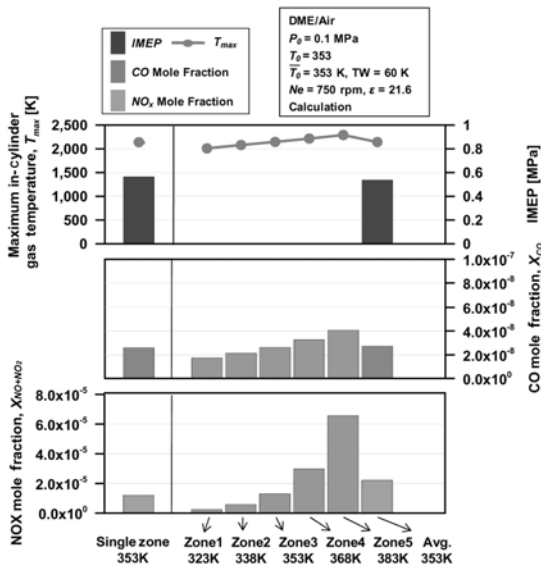 IMEP
Tmax
CO Mole Fraction
NOx Mole Fraction
DME/Air
P0 = 0.1 MPa
T0 = 353
T0 = 353 K, TW = 60 K
Ne = 750 rpm, ε = 21.6
Calculation
Maximum in-cylinder
gas temperature, Tmax [K]
2,500
2,000
1,500
1,000
500
0
1
0.8
0.6
0.4
0.2
0
IMEP [MPa]
1.0x10-7
8.0x10-8
6.0x10-8
4.0x10-8
2.0x10-8
0.0x100
CO mole fraction, XCO
NOX mole fraction, XNO+NO2
8.0x10-5
6.0x10-5
4.0x10-5
2.0x10-5
0.0x100
Single zone
353K
Zone1
323K
Zone2
338K
Zone3
353K
Zone4
368K
Zone5
383K
Avg.
353K